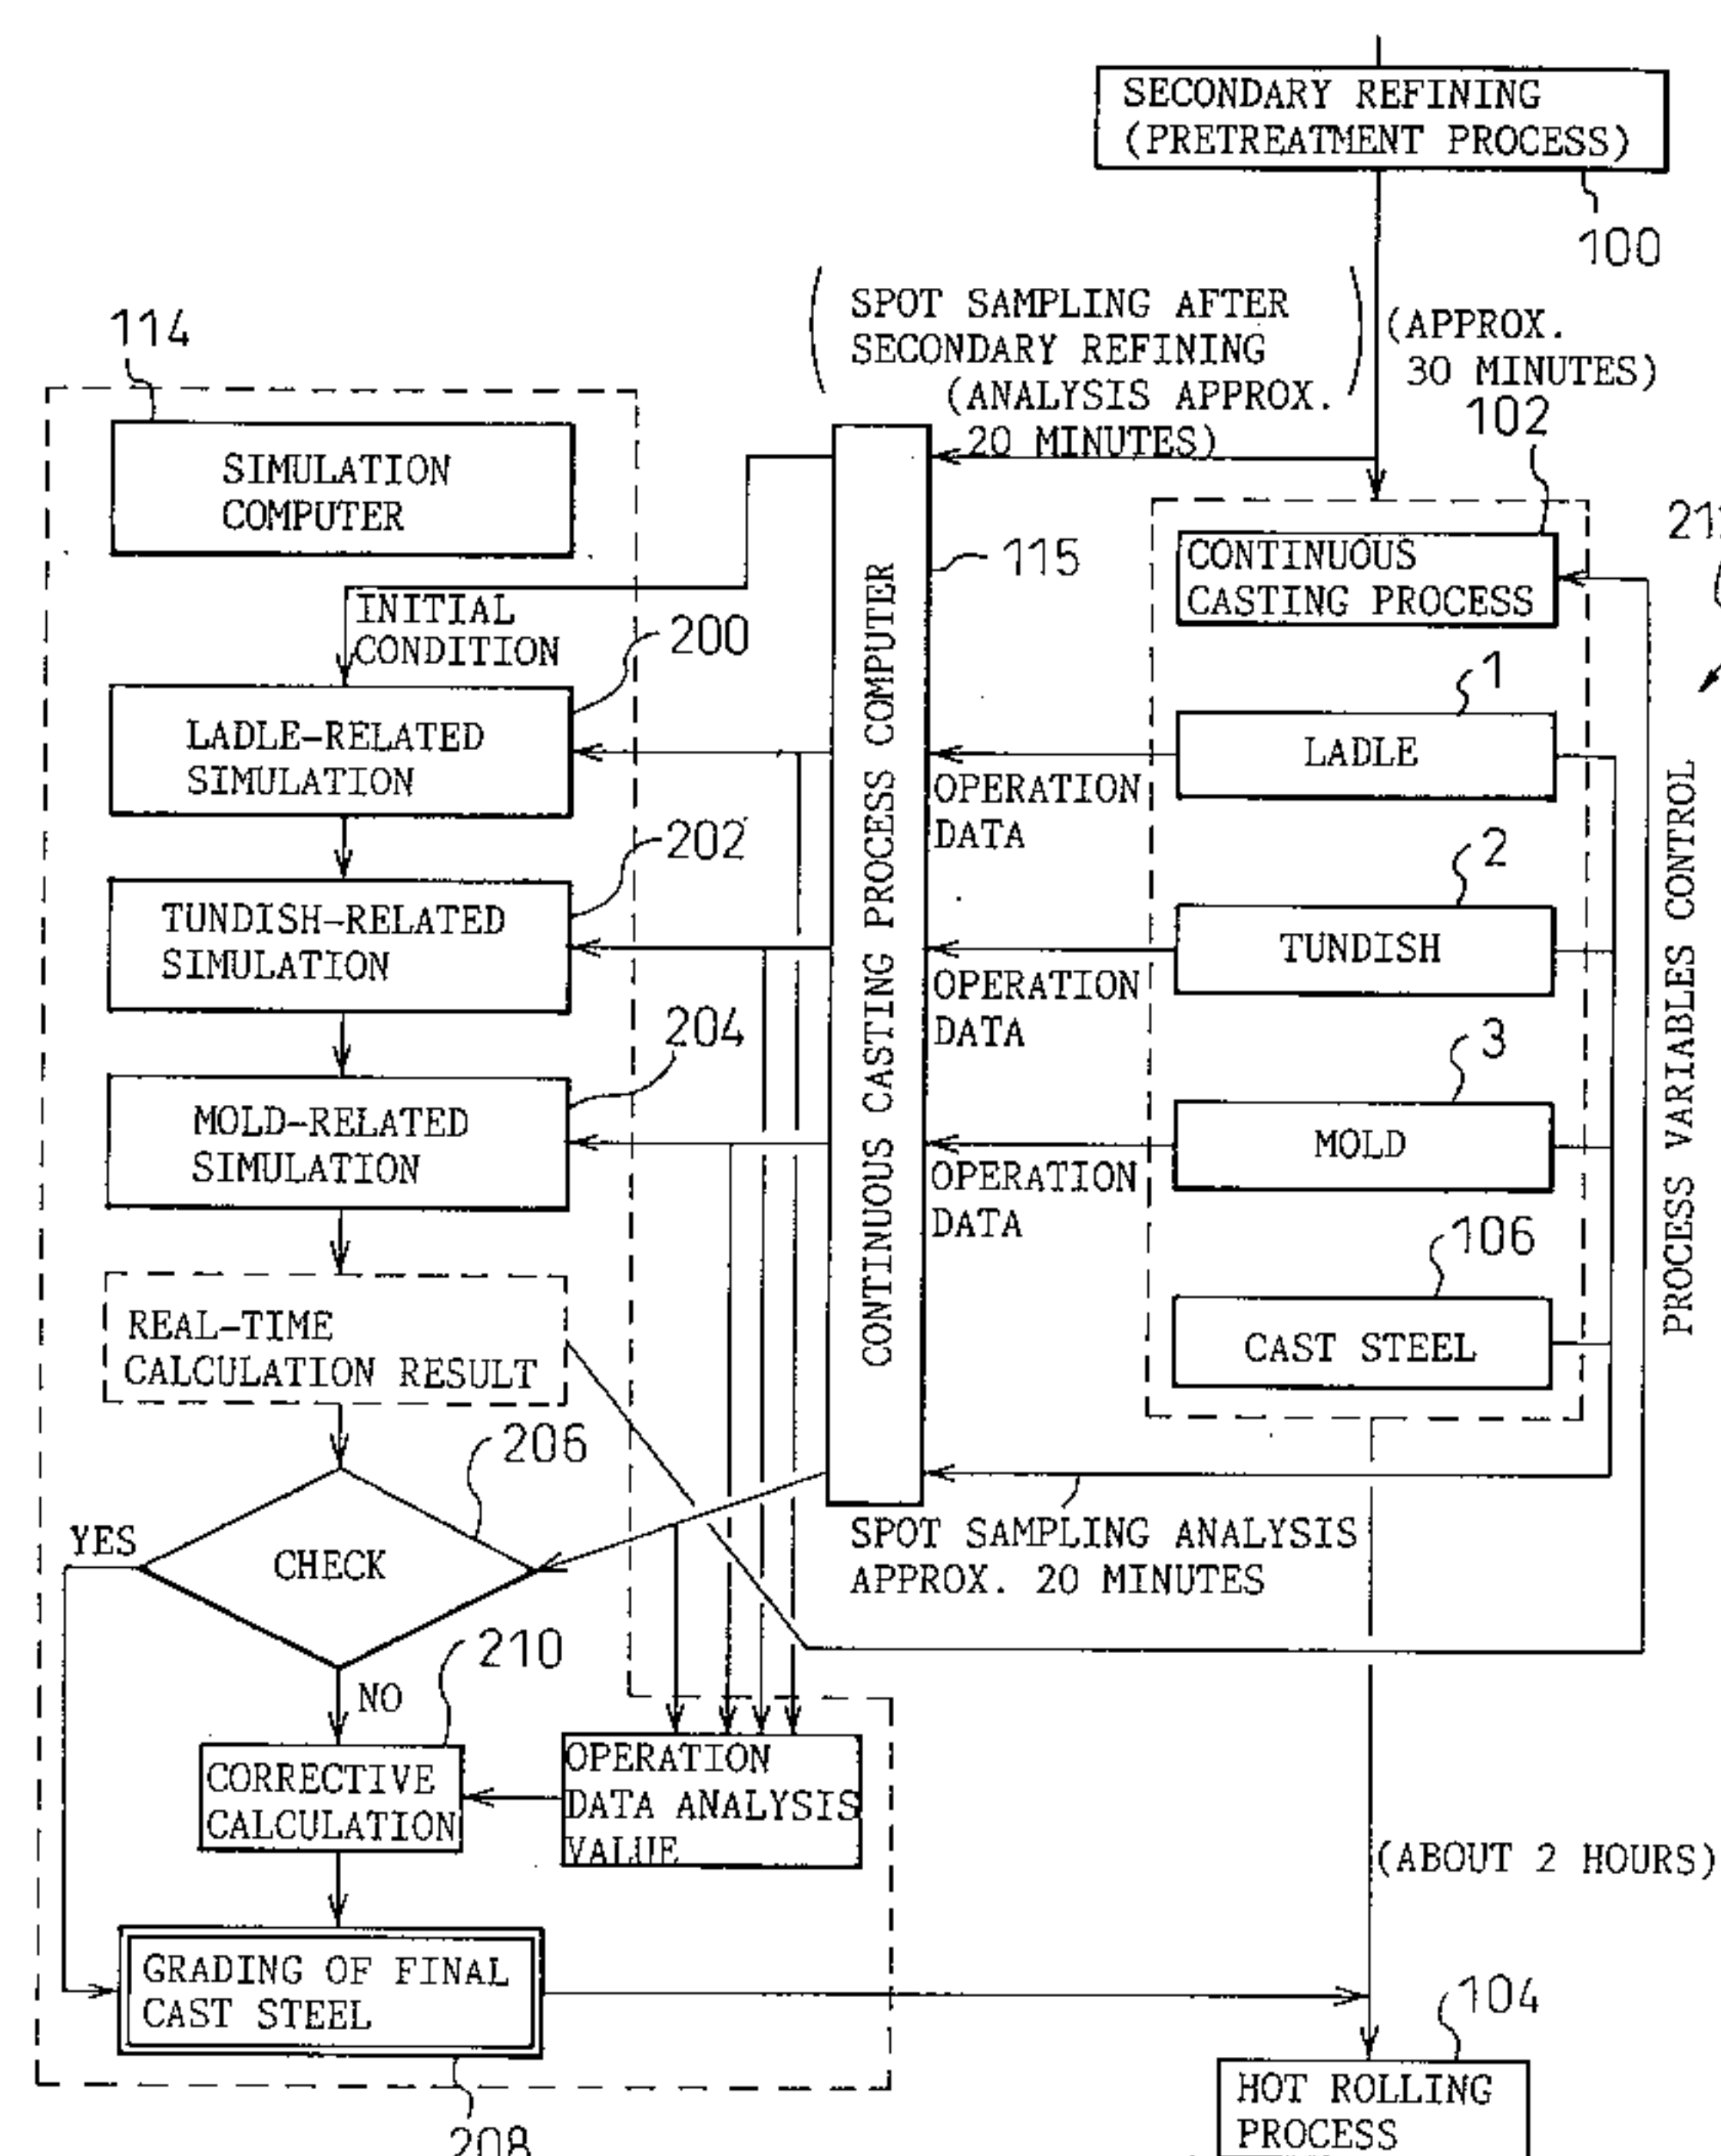 SECONDARY REFINING
(PRETREATMENT PROCESS)
100
SPOT SAMPLING AFTER
SECONDARY REFINING
(ANALYSIS APPROX.
20 MINUTES)
(APPROX.
30 MINUTES)
102
114
SIMULATION
COMPUTER
115
CONTINUOUS
CASTING PROCESS
INITIAL
CONDITION
200
1
LADLE-RELATED
SIMULATION
CONTINUOUS CASTING PROCESS COMPUTER
LADLE
OPERATION
DATA
PROCESS VARIABLES CONTROL
202
2
TUNDISH-RELATED
SIMULATION
TUNDISH
OPERATION
DATA
204
3
MOLD-RELATED
SIMULATION
MOLD
OPERATION
DATA
106
REAL-TIME
CALCULATION RESULT
CAST STEEL
206
YES
CHECK
SPOT SAMPLING ANALYSIS
APPROX. 20 MINUTES
210
NO
CORRECTIVE
CALCULATION
OPERATION
DATA ANALYSIS
VALUE
(ABOUT 2 HOURS)
GRADING OF FINAL
CAST STEEL
208
104
HOT ROLLING
PROCESS